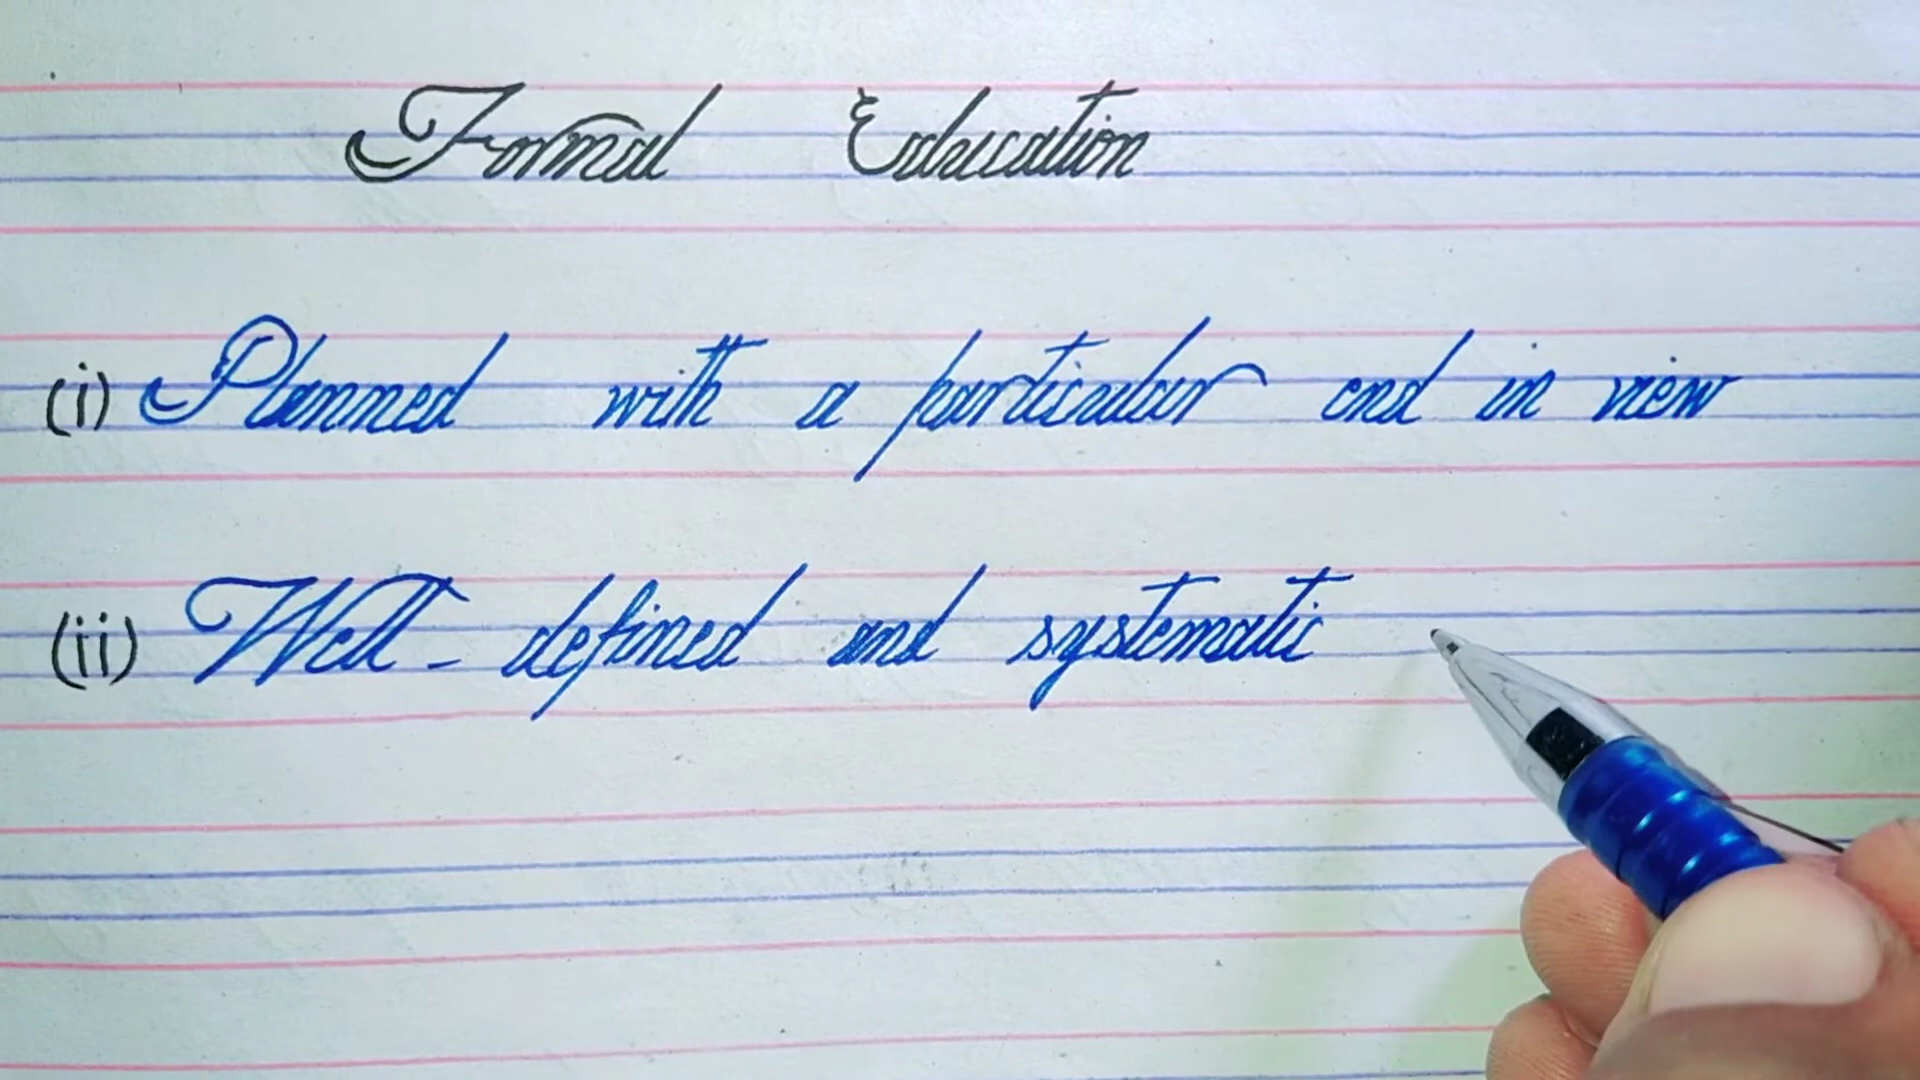 Formal Education
(i) Planned with a particular end in view
(ii) Well-defined and systematic